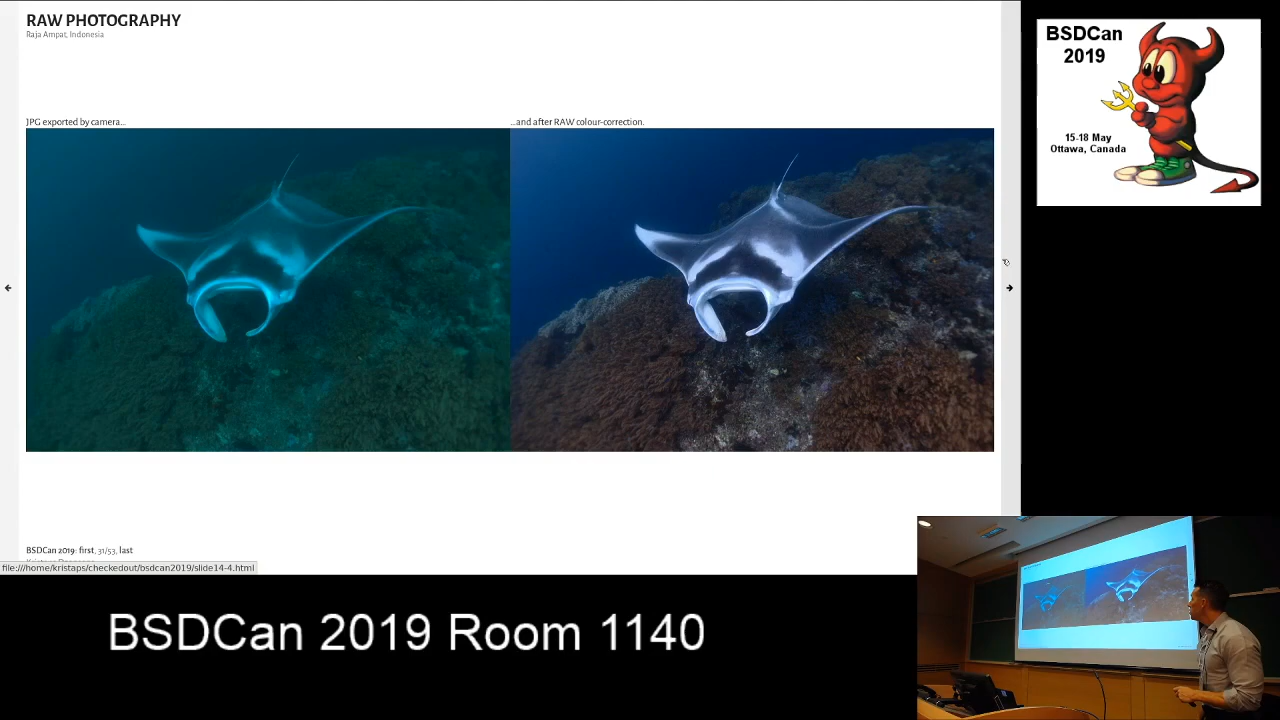 RAW PHOTOGRAPHY
Raja Ampat, Indonesia
JPG exported by camera...
...and after RAW colour-correction.
BSDCan 2019: first, 31/53, last
file:///home/kristaps/checkedout/bsdcan2019/slide14-4.html
BSDCan
2019
15-18 May
Ottawa, Canada
BSDCan 2019 Room 1140